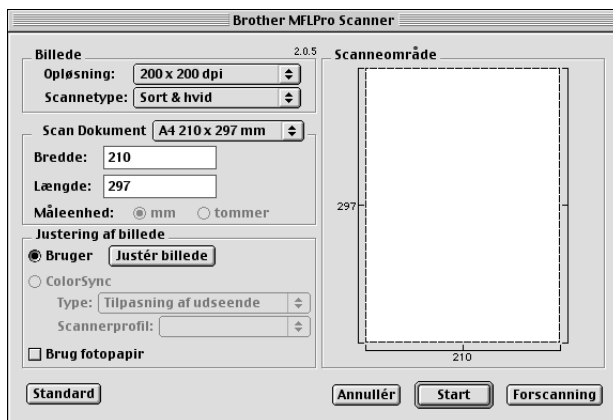 Brother MFLPro Scanner
Billede
2.0.5
Opløsning: 200 x 200 dpi
Scannetype: Sort & hvid
Scan Dokument A4 210 x 297 mm
Bredde: 210
Længde: 297
Måleenhed: mm tommer
Justering af billede
Bruger Justér billede
ColorSync
Type: Tilpasning af udseende
Scannerprofil:
Brug fotopapir
Scanneområde
297
210
Standard
Annullér Start Forscanning